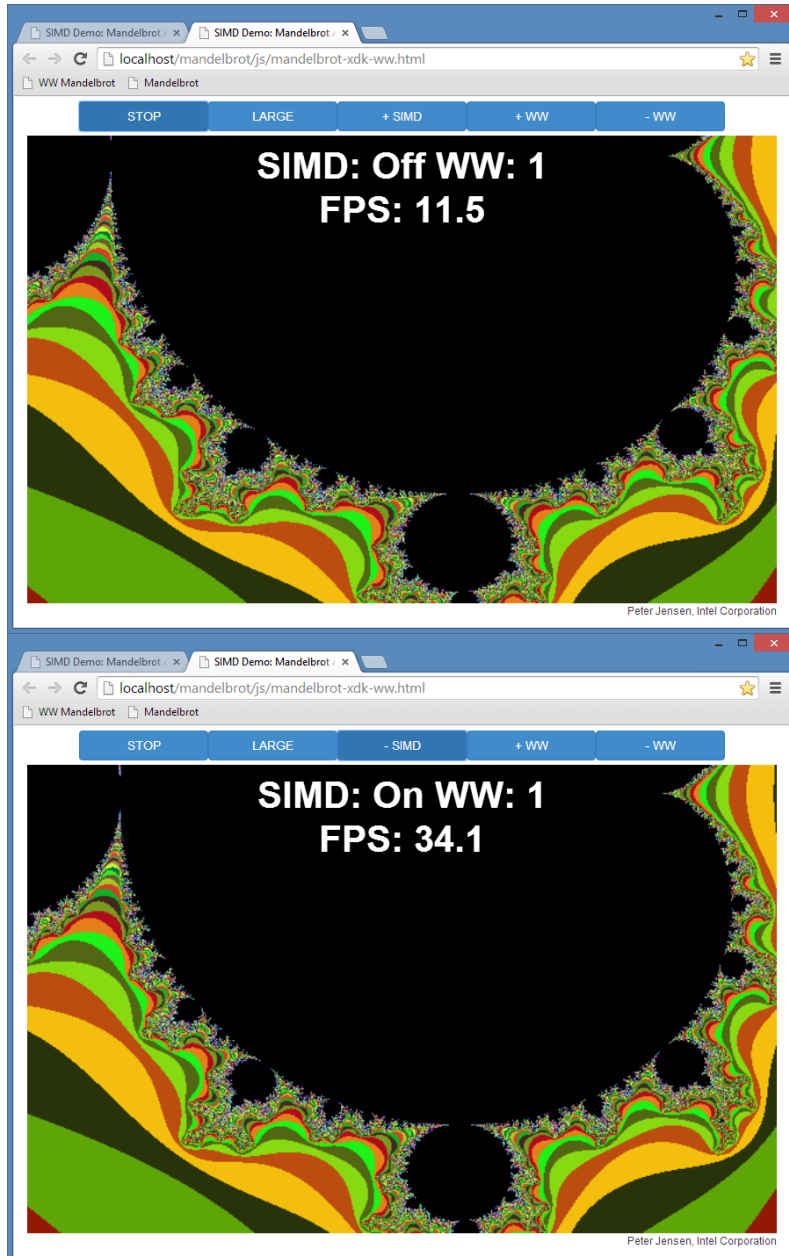 SIMD Demo: Mandelbrot
SIMD Demo: Mandelbrot
localhost/mandelbrot/js/mandelbrot-xdk-ww.html
WW Mandelbrot Mandelbrot
STOP LARGE + SIMD + WW - WW
SIMD: Off WW: 1
FPS: 11.5
Peter Jensen, Intel Corporation
SIMD Demo: Mandelbrot
SIMD Demo: Mandelbrot
localhost/mandelbrot/js/mandelbrot-xdk-ww.html
WW Mandelbrot Mandelbrot
STOP LARGE - SIMD + WW - WW
SIMD: On WW: 1
FPS: 34.1
Peter Jensen, Intel Corporation